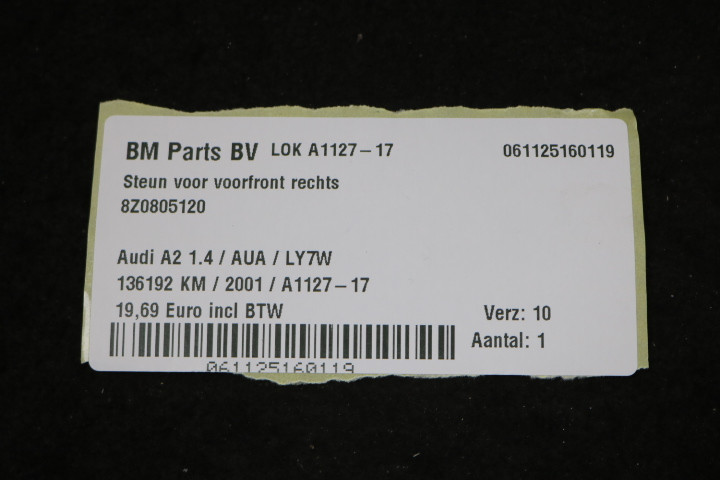 BM Parts BV LOK A1127-17 061125160119
Steun voor voorfront rechts
8Z0805120
Audi A2 1.4 / AUA / LY7W
136192 KM / 2001 / A1127-17
19,69 Euro incl BTW Verz: 10
Aantal: 1
061125160119